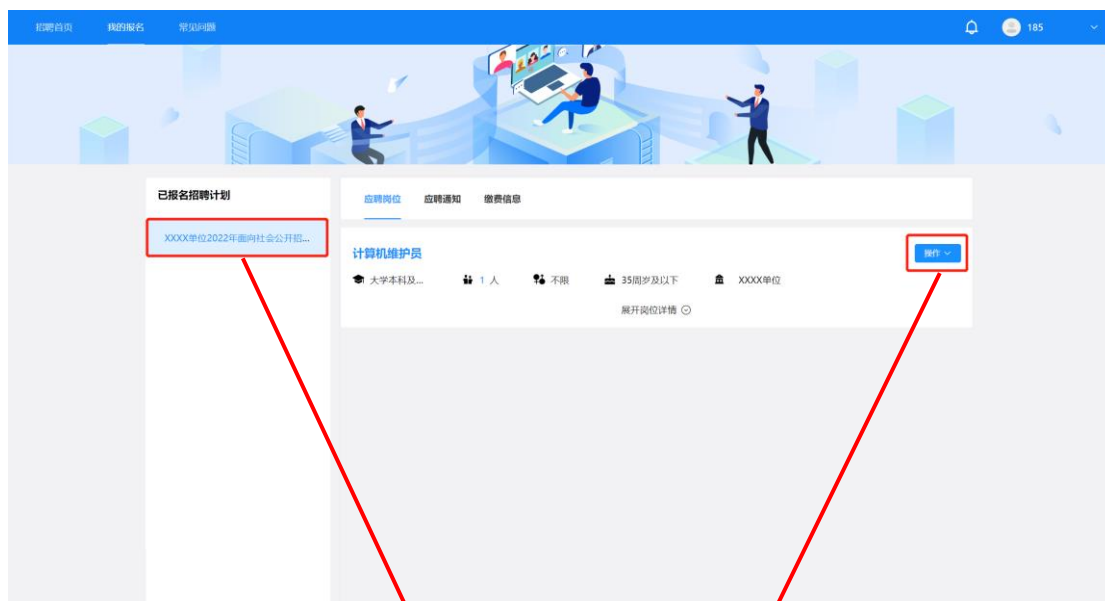 招聘首页 我的报名 常见问题 185
已报名招聘计划
应聘岗位 应聘通知 缴费信息
XXXX单位2022年面向社会公开招...
计算机维护员
操作
大学本科及... 1 人 不限 35周岁及以下 XXXX单位
展开岗位详情